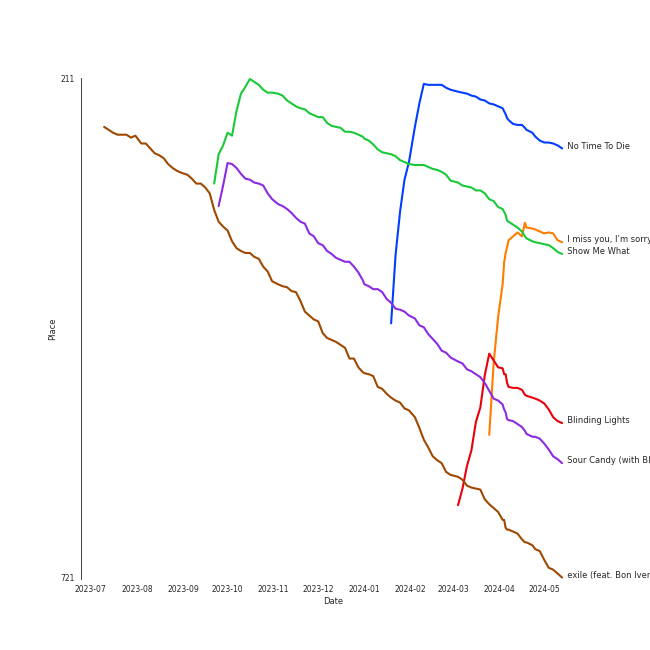 211
Place
No Time To Die
I miss you, I'm sorry
Show Me What
Blinding Lights
Sour Candy (with Bl
exile (feat. Bon Iver
721
2023-07 2023-08 2023-09 2023-10 2023-11 2023-12 2024-01 2024-02 2024-03 2024-04 2024-05
Date